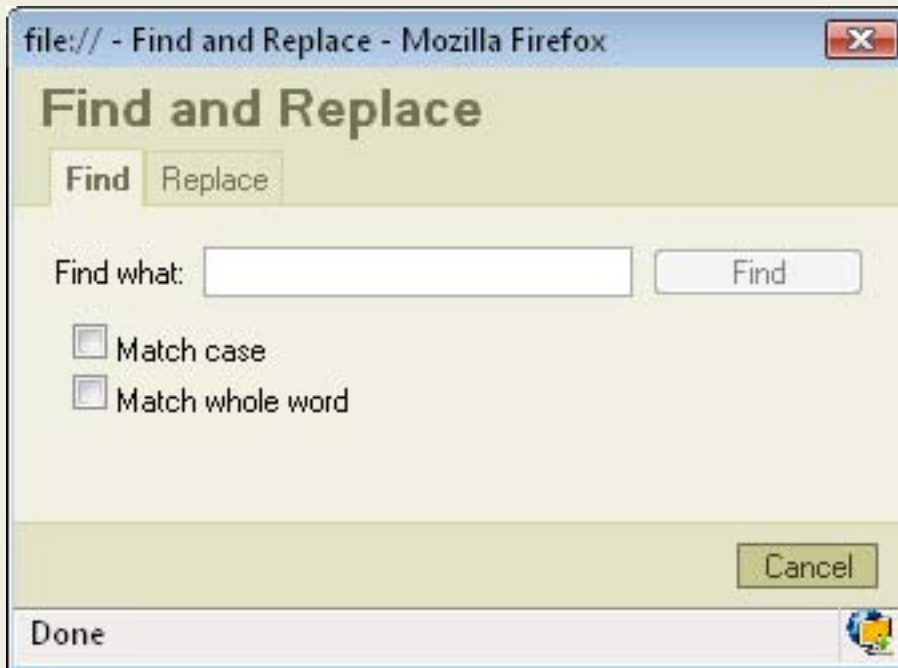 file:// - Find and Replace - Mozilla Firefox
Find and Replace
Find Replace
Find what: Find
Match case
Match whole word
Cancel
Done